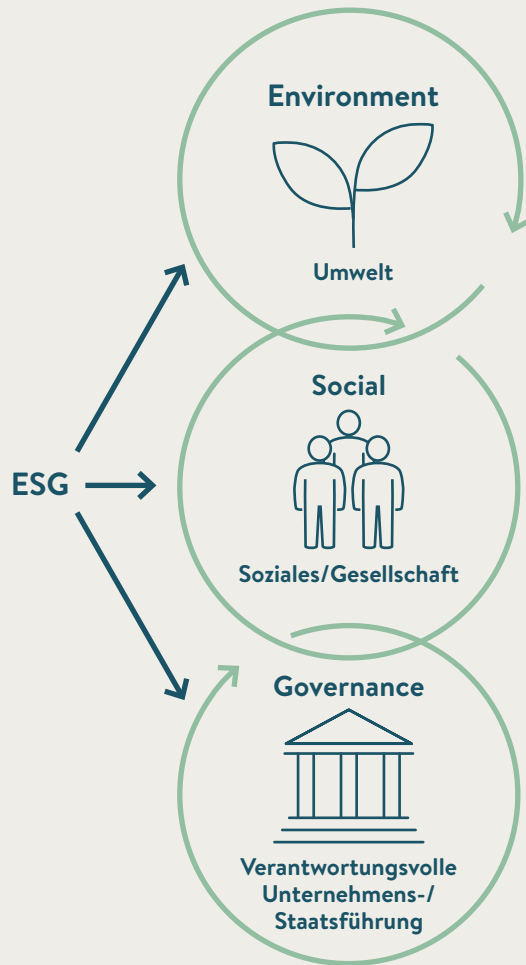 Environment
Umwelt
Social
ESG
Soziales/Gesellschaft
Governance
Verantwortungsvolle
Unternehmens-/
Staatsführung